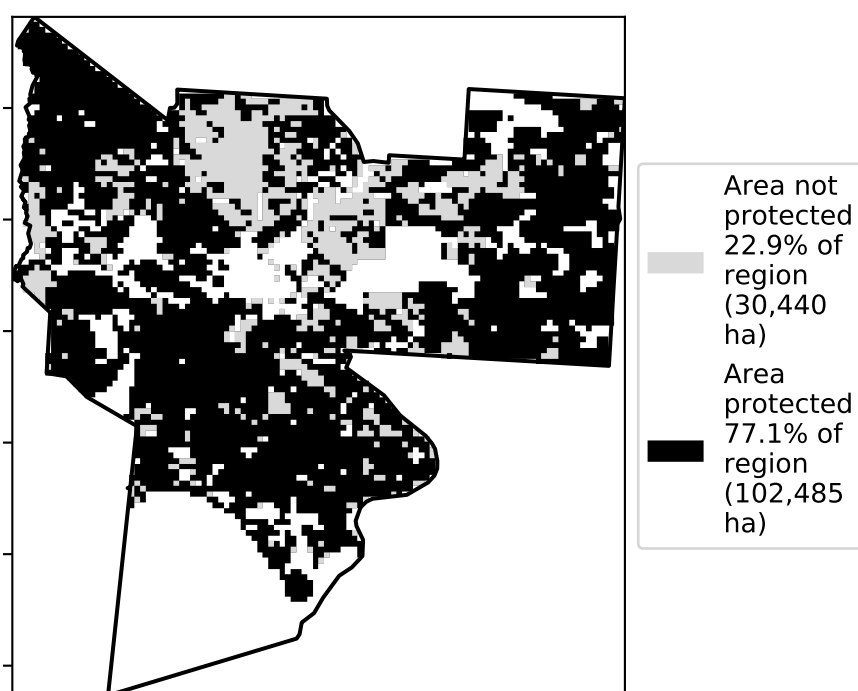 Area not
protected
22.9% of
region
(30,440
ha)
Area
protected
77.1% of
region
(102,485
ha)